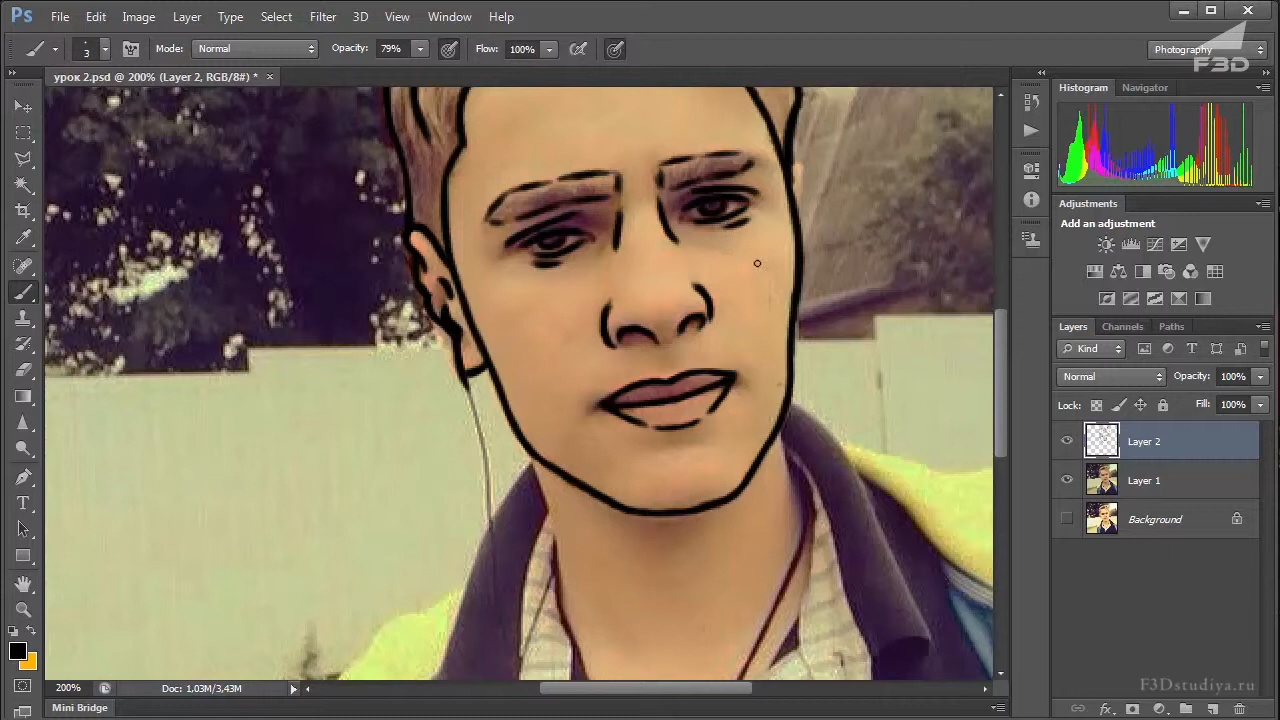 Ps File Edit Image Layer Type Select Filter 3D View Window Help
3 Mode: Normal Opacity: 79% Flow: 100% Photography
F3D
урок 2.psd @ 200% (Layer 2, RGB/8#) * ×
Histogram Navigator
Adjustments
Add an adjustment
Layers Channels Paths
Kind
Normal Opacity: 100%
Lock: Fill: 100%
Layer 2
Layer 1
Background
200% Doc: 1,03M/3,43M
F3Dstudiya.ru
Mini Bridge